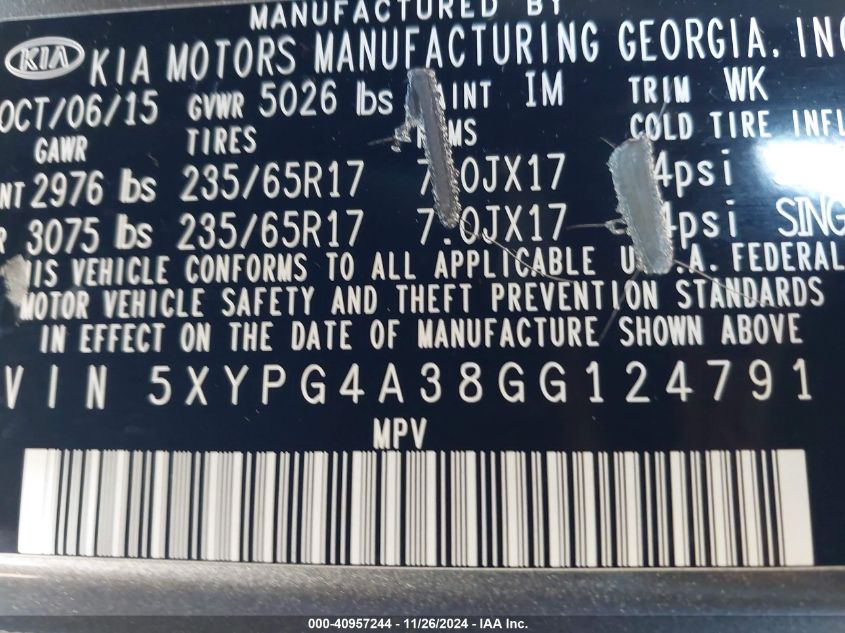 MANUFACTURED BY
KIA KIA MOTORS MANUFACTURING GEORGIA, INC
OCT/06/15 GVWR 5026 lbs AINT IM TRIM WK
GAWR TIRES MS COLD TIRE INFL
NT 2976 lbs 235/65R17 7. 0JX17 4psi
R 3075 lbs 235/65R17 7.0JX17 4psi SING
IS VEHICLE CONFORMS TO ALL APPLICABLE U. .A. FEDERAL
MOTOR VEHICLE SAFETY AND THEFT PREVENTION STANDARDS
IN EFFECT ON THE DATE OF MANUFACTURE SHOWN ABOVE
VIN 5XYPG4A38GG124791
MPV
000-40957244 - 11/26/2024 - IAA Inc.